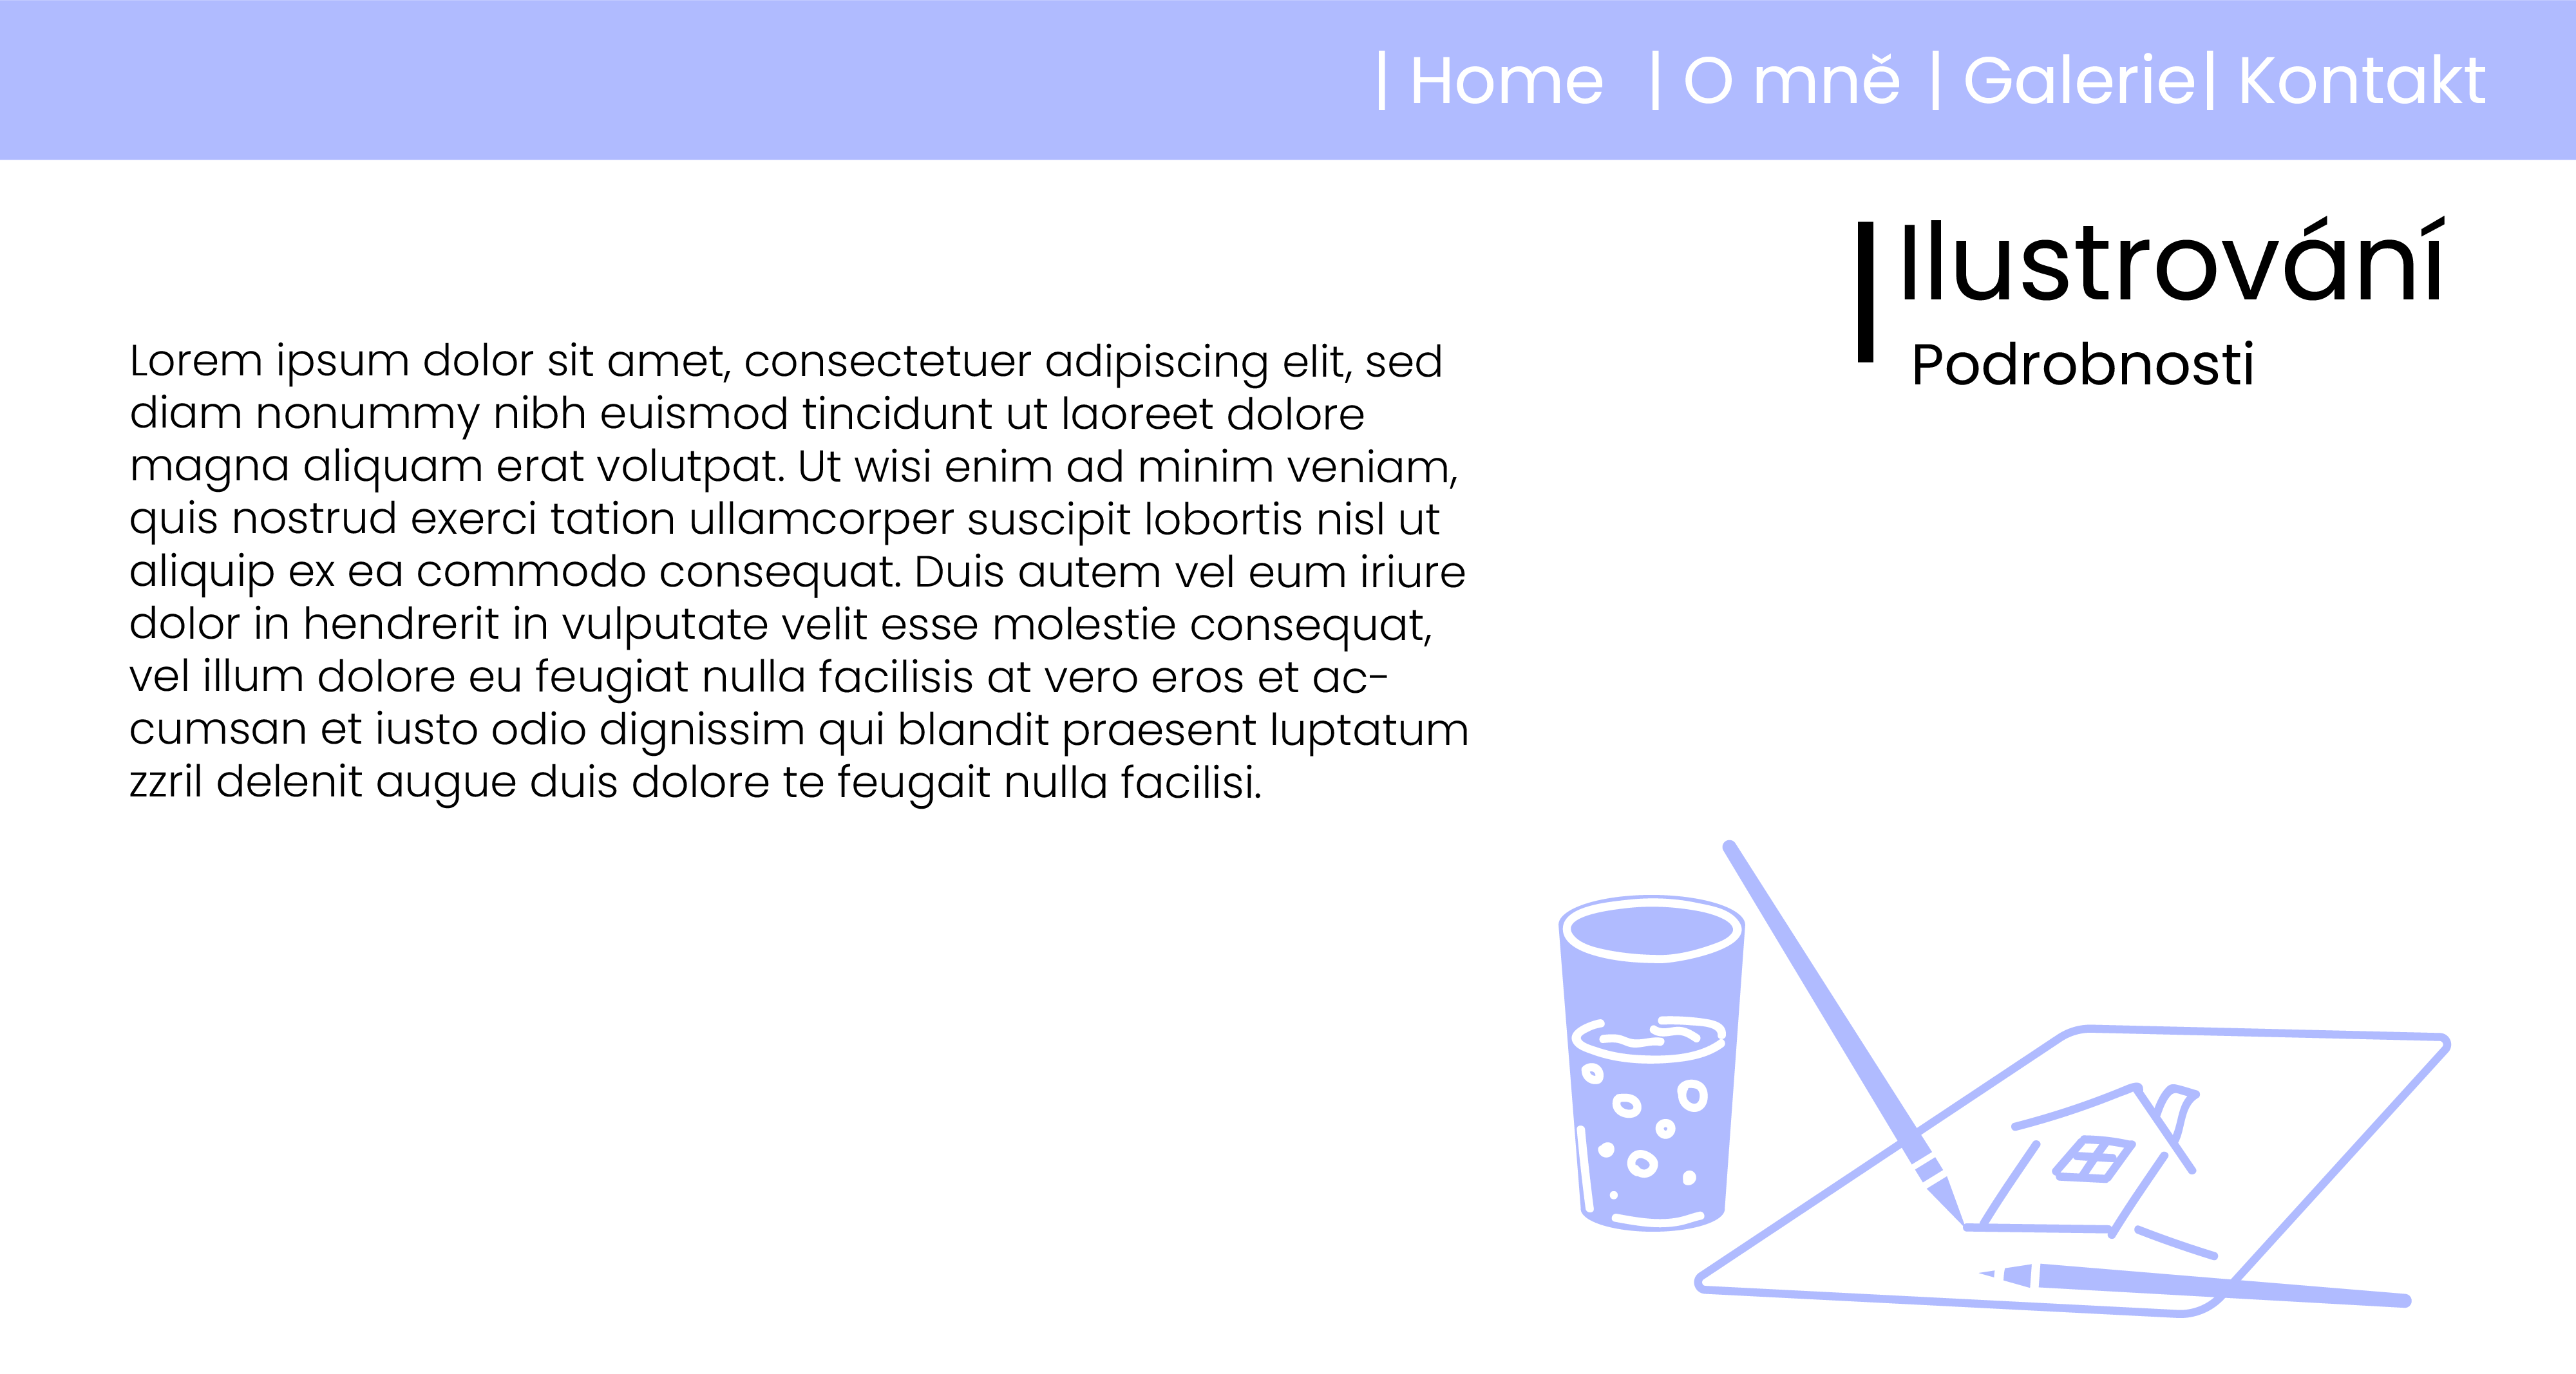 | Home | O mně | Galerie | Kontakt
Ilustrování
Podrobnosti
Lorem ipsum dolor sit amet, consectetuer adipiscing elit, sed
diam nonummy nibh euismod tincidunt ut laoreet dolore
magna aliquam erat volutpat. Ut wisi enim ad minim veniam,
quis nostrud exerci tation ullamcorper suscipit lobortis nisl ut
aliquip ex ea commodo consequat. Duis autem vel eum iriure
dolor in hendrerit in vulputate velit esse molestie consequat,
vel illum dolore eu feugiat nulla facilisis at vero eros et ac-
cumsan et iusto odio dignissim qui blandit praesent luptatum
zzril delenit augue duis dolore te feugait nulla facilisi.